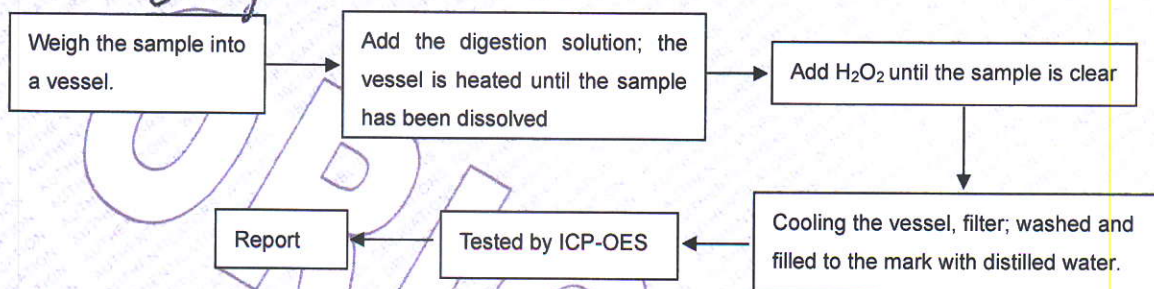 Weigh the sample into
a vessel.
Add the digestion solution; the
vessel is heated until the sample
has been dissolved
Add H₂O₂ until the sample is clear
Cooling the vessel, filter; washed and
filled to the mark with distilled water.
Tested by ICP-OES
Report